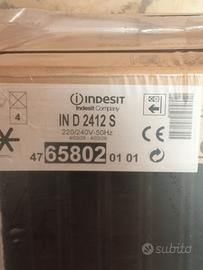 indesit
Indesit Company
IN D 2412 S
220/240V-50Hz
CE
4
47 65802 01 01
subito